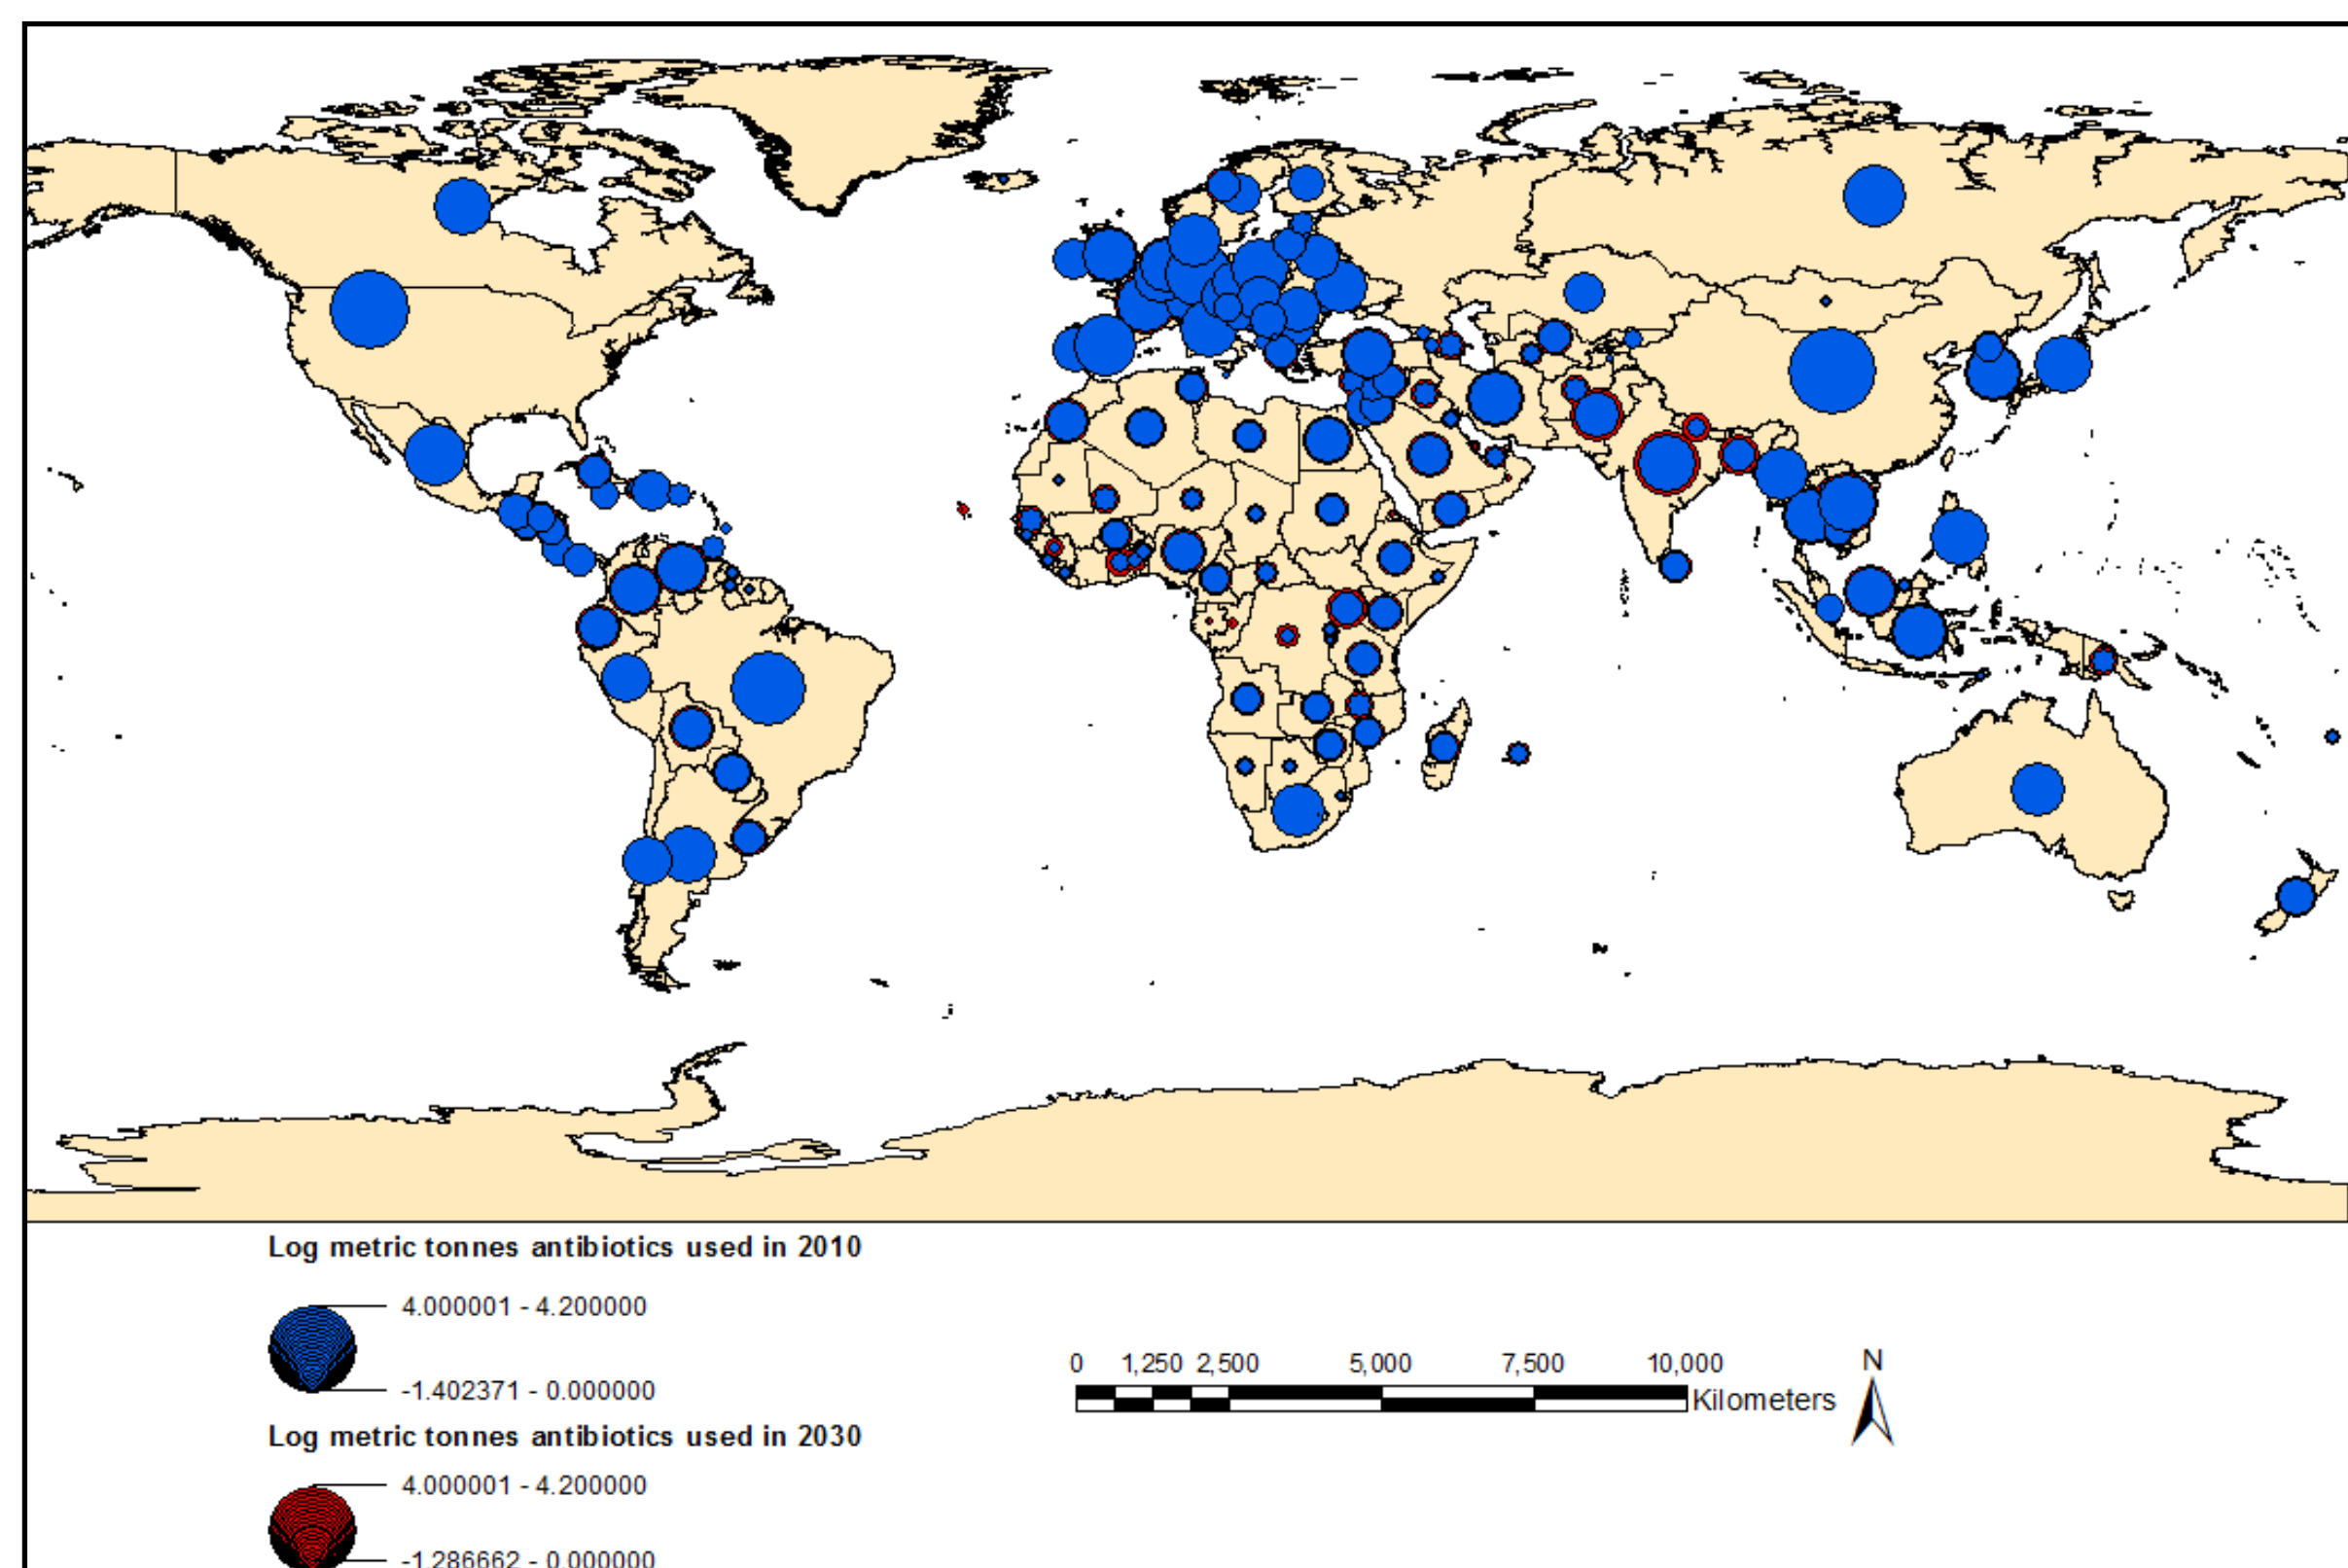 Log metric tonnes antibiotics used in 2010
4.000001 - 4.200000
-1.402371 - 0.000000
Log metric tonnes antibiotics used in 2030
4.000001 - 4.200000
-1.286662 - 0.000000
0 1,250 2,500 5,000 7,500 10,000
Kilometers
N